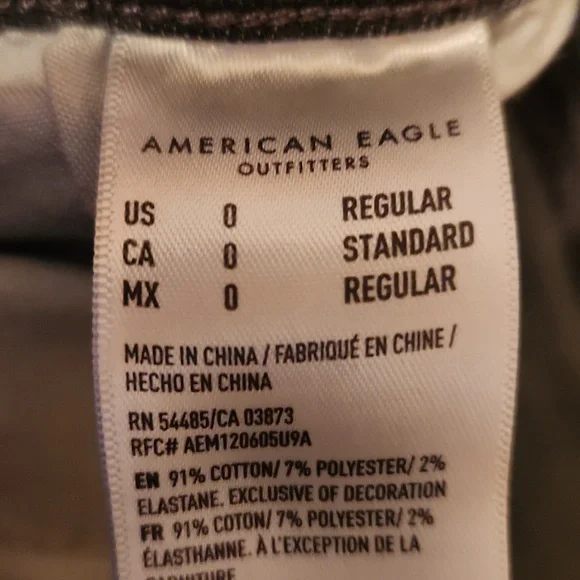 AMERICAN EAGLE
OUTFITTERS
US 0 REGULAR
CA 0 STANDARD
MX 0 REGULAR
MADE IN CHINA / FABRIQUÉ EN CHINE /
HECHO EN CHINA
RN 54485/CA 03873
RFC# AEM120605U9A
EN 91% COTTON/ 7% POLYESTER/ 2%
ELASTANE. EXCLUSIVE OF DECORATION
FR 91% COTON/ 7% POLYESTER/ 2%
ÉLASTHANNE. À L'EXCEPTION DE LA
GARNITURE